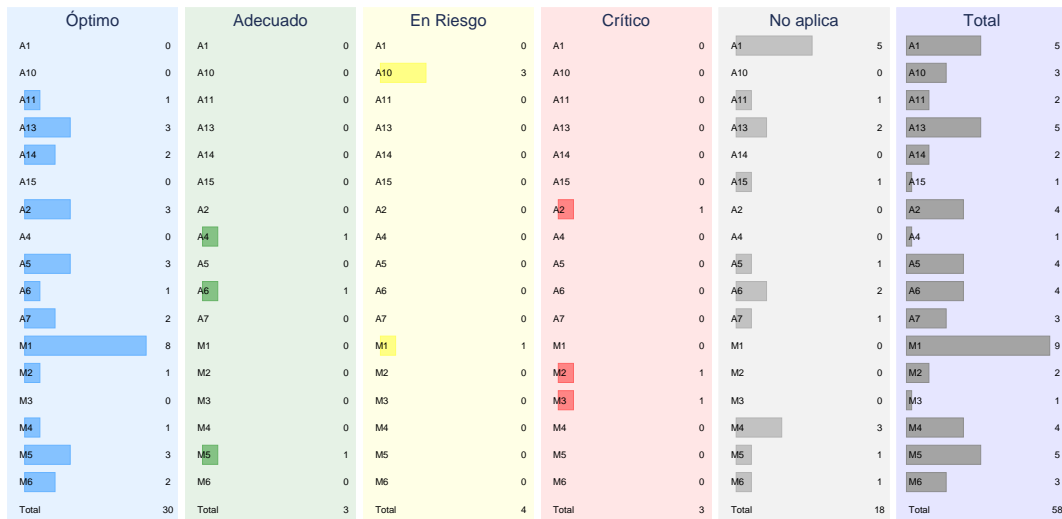 Óptimo Adecuado En Riesgo Crítico No aplica Total
A1 0 A1 0 A1 0 A1 0 A1 5 A1 5
A10 0 A10 0 A10 3 A10 0 A10 0 A10 3
A11 1 A11 0 A11 0 A11 0 A11 1 A11 2
A13 3 A13 0 A13 0 A13 0 A13 2 A13 5
A14 2 A14 0 A14 0 A14 0 A14 0 A14 2
A15 0 A15 0 A15 0 A15 0 A15 1 A15 1
A2 3 A2 0 A2 0 A2 1 A2 0 A2 4
A4 0 A4 1 A4 0 A4 0 A4 0 A4 1
A5 3 A5 0 A5 0 A5 0 A5 1 A5 4
A6 1 A6 1 A6 0 A6 0 A6 2 A6 4
A7 2 A7 0 A7 0 A7 0 A7 1 A7 3
M1 8 M1 0 M1 1 M1 0 M1 0 M1 9
M2 1 M2 0 M2 0 M2 1 M2 0 M2 2
M3 0 M3 0 M3 0 M3 1 M3 0 M3 1
M4 1 M4 0 M4 0 M4 0 M4 3 M4 4
M5 3 M5 1 M5 0 M5 0 M5 1 M5 5
M6 2 M6 0 M6 0 M6 0 M6 1 M6 3
Total 30 Total 3 Total 4 Total 3 Total 18 Total 58